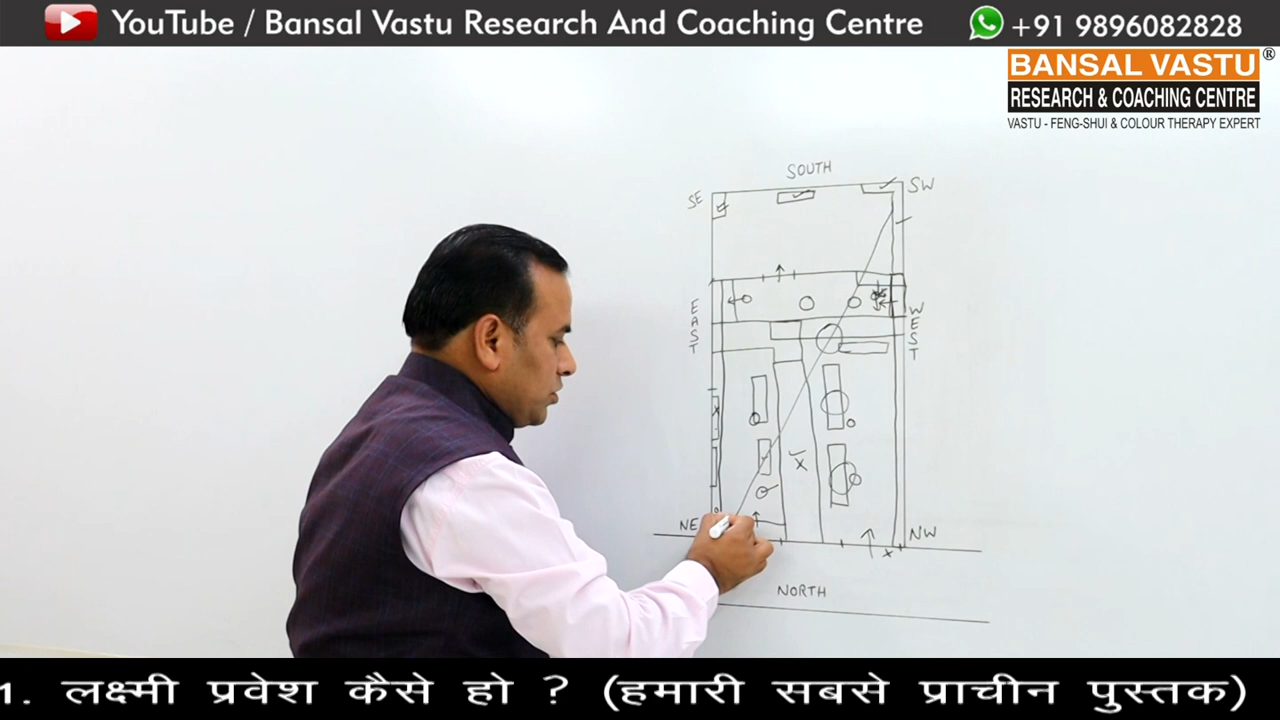 YouTube / Bansal Vastu Research And Coaching Centre
+91 9896082828
BANSAL VASTU®
RESEARCH & COACHING CENTRE
VASTU - FENG-SHUI & COLOUR THERAPY EXPERT
SOUTH
SE
SW
EAST
WEST
NE
NW
NORTH
1. लक्ष्मी प्रवेश कैसे हो ? (हमारी सबसे प्राचीन पुस्तक)